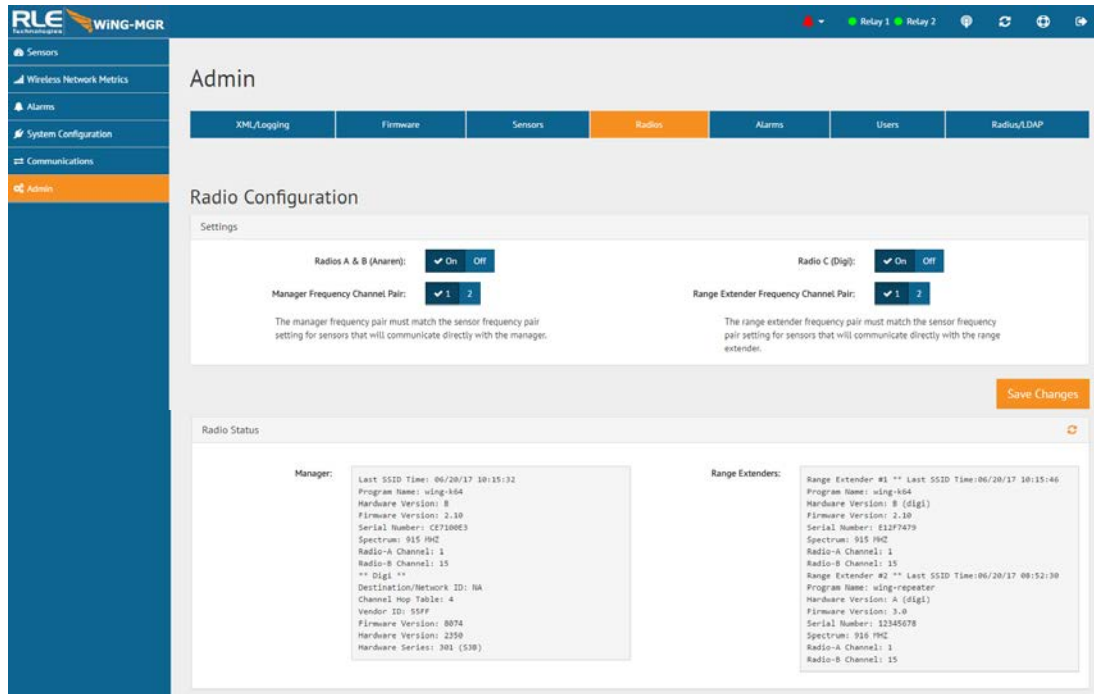 RLE WiNG-MGR
Technologies
Relay 1 Relay 2
Sensors
Wireless Network Metrics
Alarms
System Configuration
Communications
Admin
Admin
XML/Logging Firmware Sensors Radios Alarms Users Radius/LDAP
Radio Configuration
Settings
Radios A & B (Anaren): On Off
Radio C (Digi): On Off
Manager Frequency Channel Pair: 1 2
Range Extender Frequency Channel Pair: 1 2
The manager frequency pair must match the sensor frequency pair
setting for sensors that will communicate directly with the manager.
The range extender frequency pair must match the sensor frequency
pair setting for sensors that will communicate directly with the range
extender.
Save Changes
Radio Status
Manager:
Last SSID Time: 06/20/17 10:15:32
Program Name: wing-k64
Hardware Version: B
Firmware Version: 2.10
Serial Number: CE7100E3
Spectrum: 915 MHZ
Radio-A Channel: 1
Radio-B Channel: 15
** Digi **
Destination/Network ID: NA
Channel Hop Table: 4
Vendor ID: 55FF
Firmware Version: 8074
Hardware Version: 2350
Hardware Series: 301 (S3B)
Range Extenders:
Range Extender #1 ** Last SSID Time:06/20/17 10:15:46
Program Name: wing-k64
Hardware Version: B (digi)
Firmware Version: 2.10
Serial Number: E12F7479
Spectrum: 915 MHZ
Radio-A Channel: 1
Radio-B Channel: 15
Range Extender #2 ** Last SSID Time:06/20/17 08:52:30
Program Name: wing-repeater
Hardware Version: A (digi)
Firmware Version: 3.0
Serial Number: 12345678
Spectrum: 916 MHZ
Radio-A Channel: 1
Radio-B Channel: 15